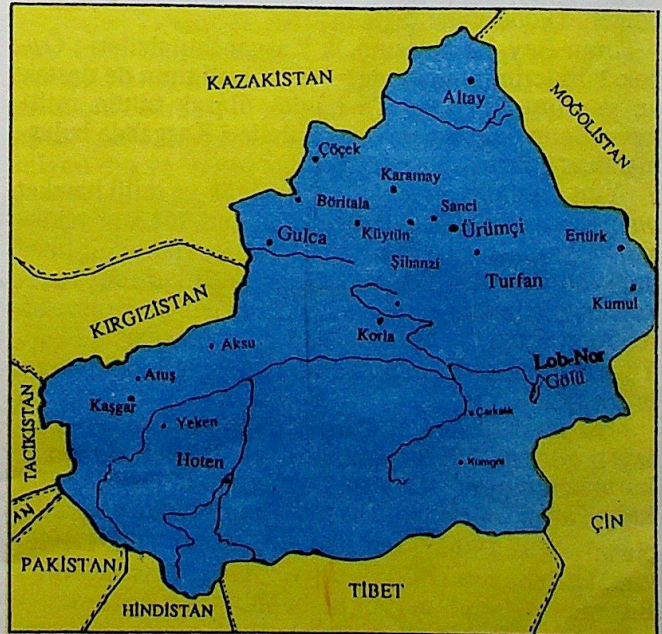 KAZAKİSTAN
MOĞOLİSTAN
Altay
Çöçek
Karamay
Böritala
Sanci
Gulca
Küytün
Ürümçi
Ertürk
Şihanzi
Turfan
Kumul
KIRGIZİSTAN
Korla
Aksu
Lob-Nor
Gölü
Atuş
TACİKİSTAN
Kaşgar
Yeken
Çarkalık
Hoten
Kumgöl
AN
ÇİN
PAKİSTAN
TİBET
HİNDİSTAN